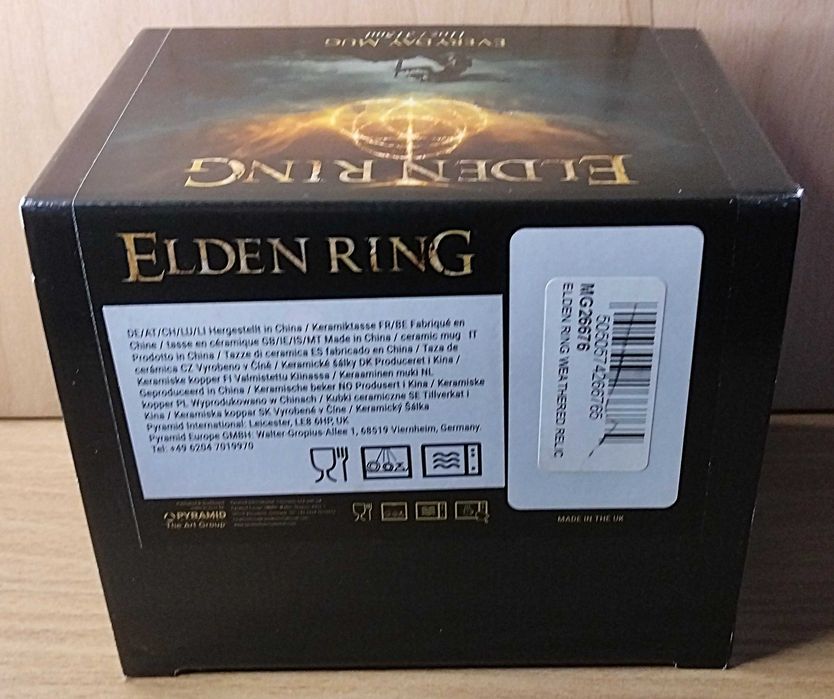 EVERYDAY MUG
11oz/315ml
ELDEN RING
ELDEN RING
DE/AT/CH/LU/LI Hergestellt in China / Keramiktasse FR/BE Fabriqué en
Chine / tasse en céramique GB/IE/IS/MT Made in China / ceramic mug IT
Prodotto in China / Tazze di ceramica ES fabricado en China / Taza de
cerámica CZ Vyrobeno v Číně / Keramické šálky DK Produceret i Kina /
Keramiske kopper FI Valmistettu Kiinassa / Keraaminen muki NL
Geproduceerd in China / Keramische beker NO Produsert i Kina / Keramiske
kopper PL Wyprodukowano w Chinach / Kubki ceramiczne SE Tillverkat i
Kina / Keramiska koppar SK Vyrobené v Číne / Keramický Šálka
Pyramid International: Leicester, LE8 6HP, UK
Pyramid Europe GMBH: Walter-Gropius-Allee 1, 68519 Viernheim, Germany.
Tel: +49 6204 7019970
5050574266766
MG26676
ELDEN RING WEATHERED RELIC
PYRAMID
The Art Group
MADE IN THE UK